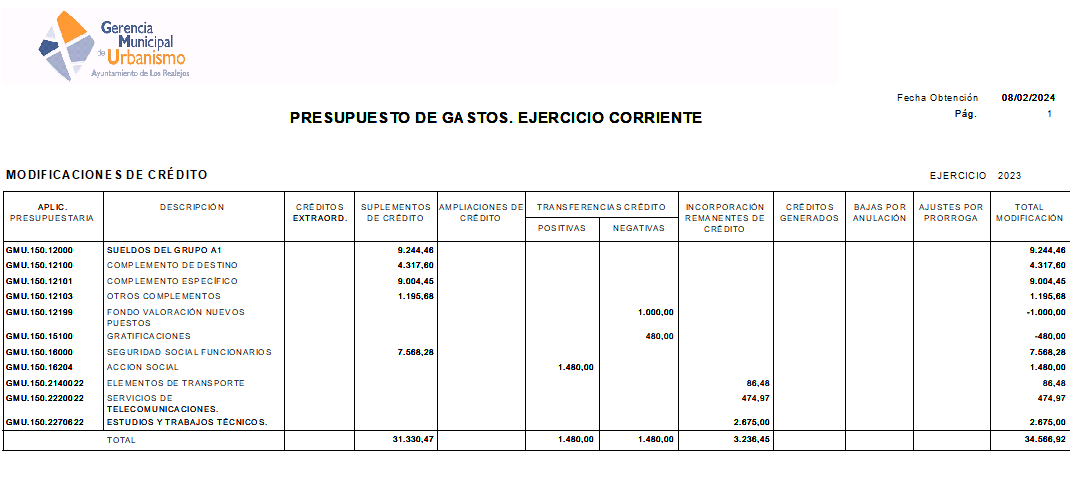 Gerencia
Municipal
de Urbanismo
Ayuntamiento de Los Realejos
Fecha Obtención 08/02/2024
Pág. 1
PRESUPUESTO DE GASTOS. EJERCICIO CORRIENTE
MODIFICACIONES DE CRÉDITO EJERCICIO 2023
APLIC. PRESUPUESTARIA DESCRIPCIÓN CRÉDITOS EXTRAORD. SUPLEMENTOS DE CRÉDITO AMPLIACIONES DE CRÉDITO TRANSFERENCIAS CRÉDITO POSITIVAS NEGATIVAS INCORPORACIÓN REMANENTES DE CRÉDITO CRÉDITOS GENERADOS BAJAS POR ANULACIÓN AJUSTES POR PRORROGA TOTAL MODIFICACIÓN
GMU.150.12000 SUELDOS DEL GRUPO A1 9.244,46 9.244,46
GMU.150.12100 COMPLEMENTO DE DESTINO 4.317,60 4.317,60
GMU.150.12101 COMPLEMENTO ESPECÍFICO 9.004,45 9.004,45
GMU.150.12103 OTROS COMPLEMENTOS 1.195,68 1.195,68
GMU.150.12199 FONDO VALORACIÓN NUEVOS 1.000,00 -1.000,00
PUESTOS
GMU.150.15100 GRATIFICACIONES 480,00 -480,00
GMU.150.16000 SEGURIDAD SOCIAL FUNCIONARIOS 7.568,28 7.568,28
GMU.150.16204 ACCION SOCIAL 1.480,00 1.480,00
GMU.150.2140022 ELEMENTOS DE TRANSPORTE 86,48 86,48
GMU.150.2220022 SERVICIOS DE 474,97 474,97
TELECOMUNICACIONES.
GMU.150.2270622 ESTUDIOS Y TRABAJOS TÉCNICOS. 2.675,00 2.675,00
TOTAL 31.330,47 1.480,00 1.480,00 3.236,45 34.566,92